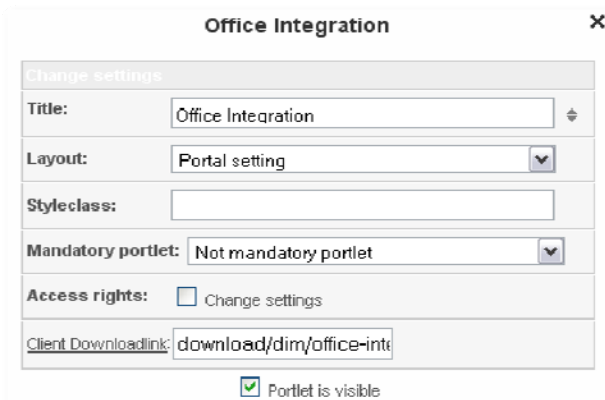 Office Integration
Change settings
Title: Office Integration
Layout: Portal setting
Styleclass:
Mandatory portlet: Not mandatory portlet
Access rights: Change settings
Client Downloadlink: download/dim/office-inte
Portlet is visible